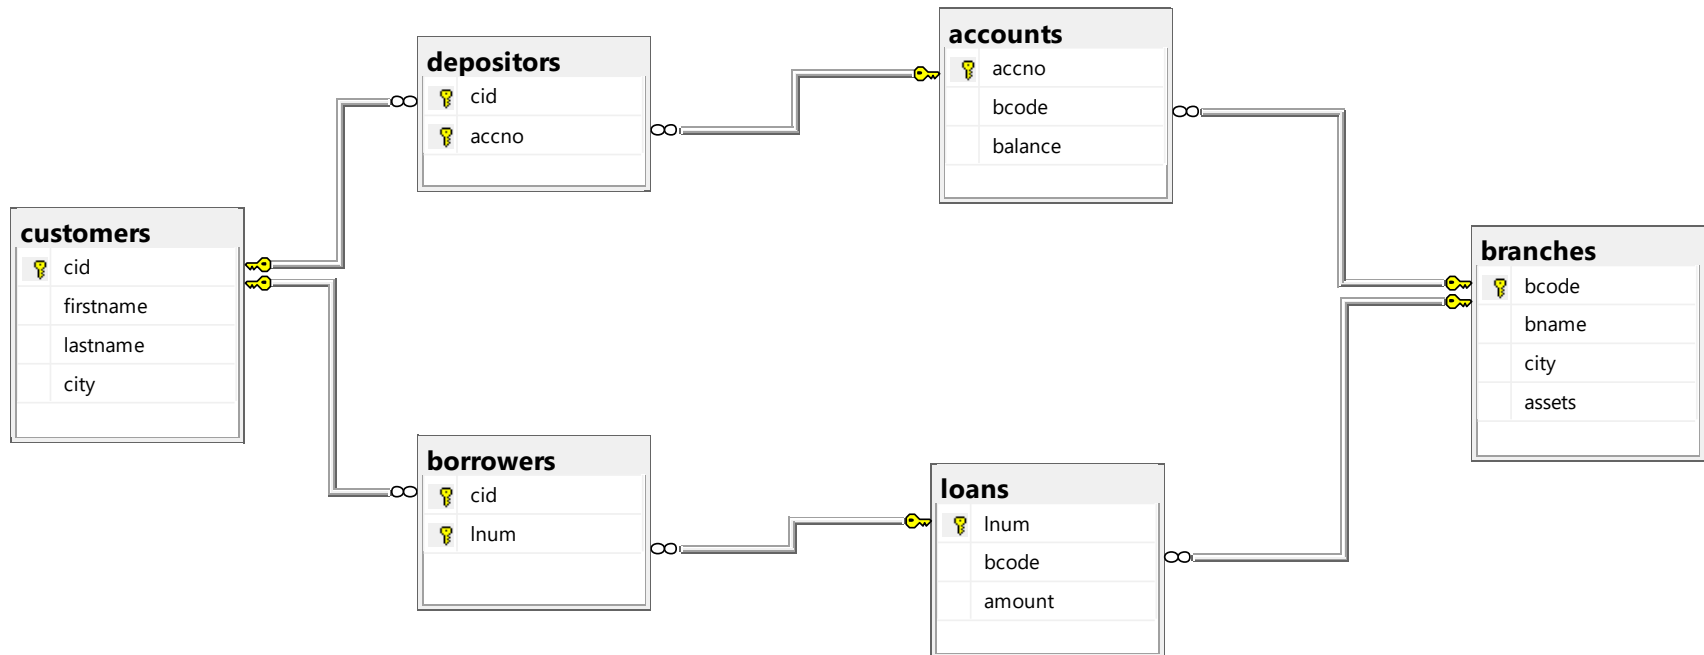 customers
cid
firstname
lastname
city
depositors
cid
accno
borrowers
cid
lnum
accounts
accno
bcode
balance
loans
lnum
bcode
amount
branches
bcode
bname
city
assets